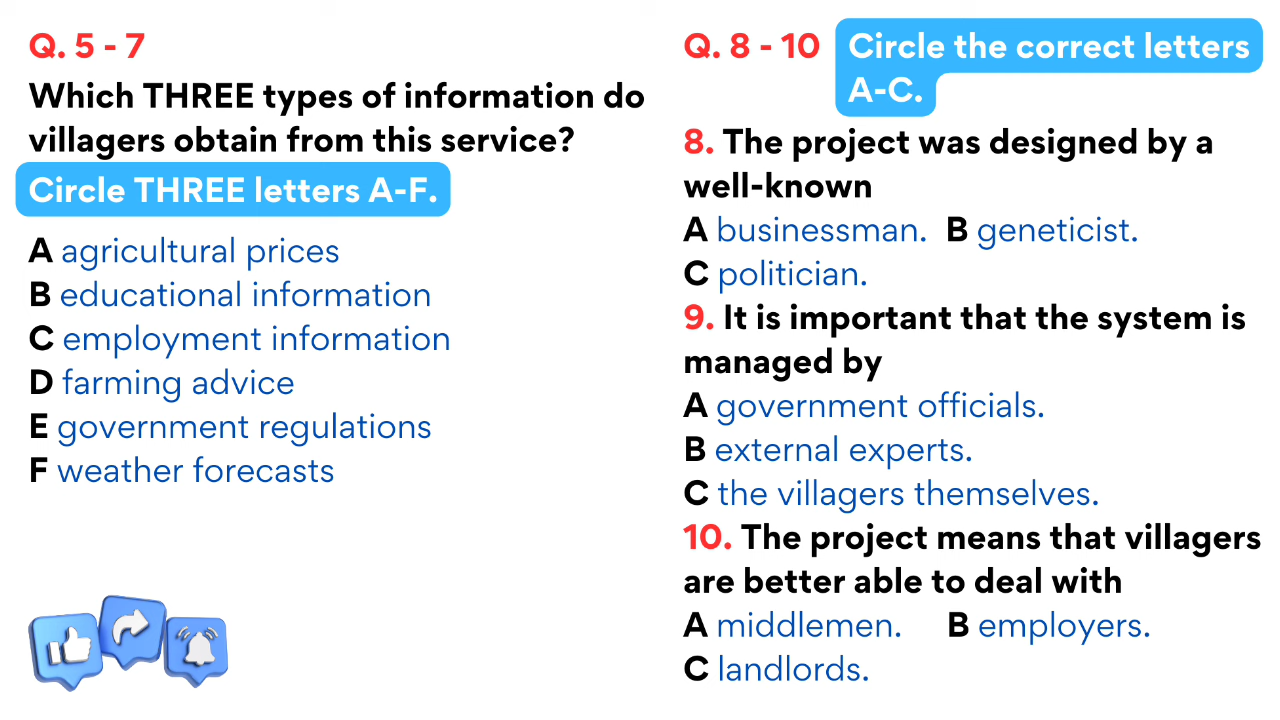 Q. 5 - 7
Which THREE types of information do
villagers obtain from this service?
Circle THREE letters A-F.
A agricultural prices
B educational information
C employment information
D farming advice
E government regulations
F weather forecasts
Q. 8 - 10 Circle the correct letters
A-C.
8. The project was designed by a
well-known
A businessman. B geneticist.
C politician.
9. It is important that the system is
managed by
A government officials.
B external experts.
C the villagers themselves.
10. The project means that villagers
are better able to deal with
A middlemen. B employers.
C landlords.